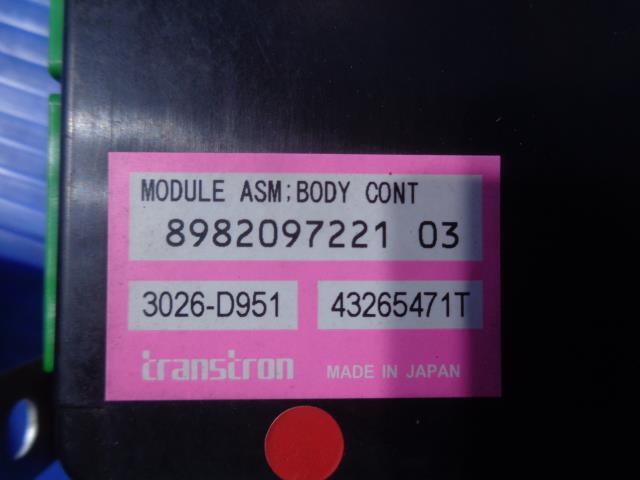 MODULE ASM;BODY CONT
8982097221 03
3026-D951 43265471T
transtron MADE IN JAPAN